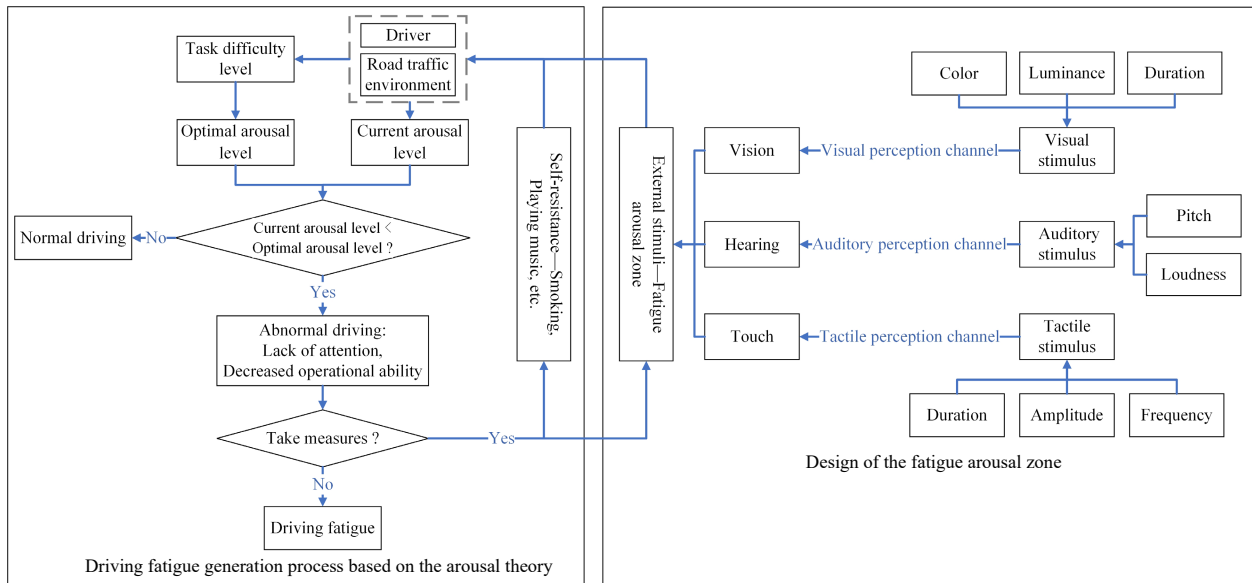 Driver
Task difficulty
level
Road traffic
environment
Optimal arousal
level
Current arousal
level
Current arousal level <
Optimal arousal level ?
No
Normal driving
Yes
Abnormal driving:
Lack of attention,
Decreased operational ability
Take measures ?
Yes
No
Driving fatigue
Self-resistance—Smoking,
Playing music, etc.
Driving fatigue generation process based on the arousal theory
External stimuli—Fatigue
arousal zone
Color
Luminance
Duration
Vision
Visual perception channel
Visual
stimulus
Hearing
Auditory perception channel
Auditory
stimulus
Pitch
Loudness
Touch
Tactile perception channel
Tactile
stimulus
Duration
Amplitude
Frequency
Design of the fatigue arousal zone